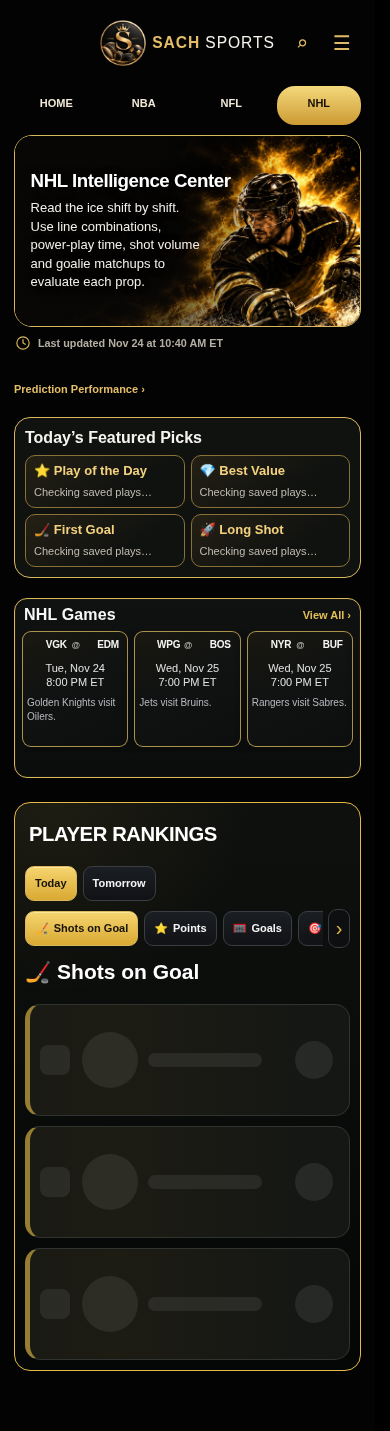 SACH SPORTS
HOME NBA NFL NHL
NHL Intelligence Center
Read the ice shift by shift.
Use line combinations,
power-play time, shot volume
and goalie matchups to
evaluate each prop.
Last updated Nov 24 at 10:40 AM ET
Prediction Performance ›
Today’s Featured Picks
⭐ Play of the Day
Checking saved plays…
💎 Best Value
Checking saved plays…
🏒 First Goal
Checking saved plays…
🚀 Long Shot
Checking saved plays…
NHL Games
View All ›
VGK @ EDM
Tue, Nov 24
8:00 PM ET
Golden Knights visit
Oilers.
WPG @ BOS
Wed, Nov 25
7:00 PM ET
Jets visit Bruins.
NYR @ BUF
Wed, Nov 25
7:00 PM ET
Rangers visit Sabres.
PLAYER RANKINGS
Today Tomorrow
🏒 Shots on Goal ⭐ Points 🥅 Goals 🎯 ›
🏒 Shots on Goal